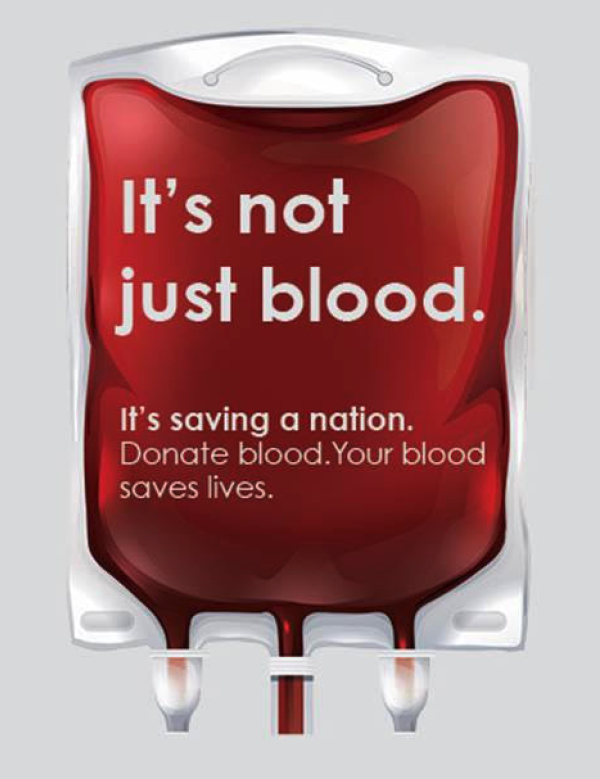 It's not
just blood.
It's saving a nation.
Donate blood.Your blood
saves lives.